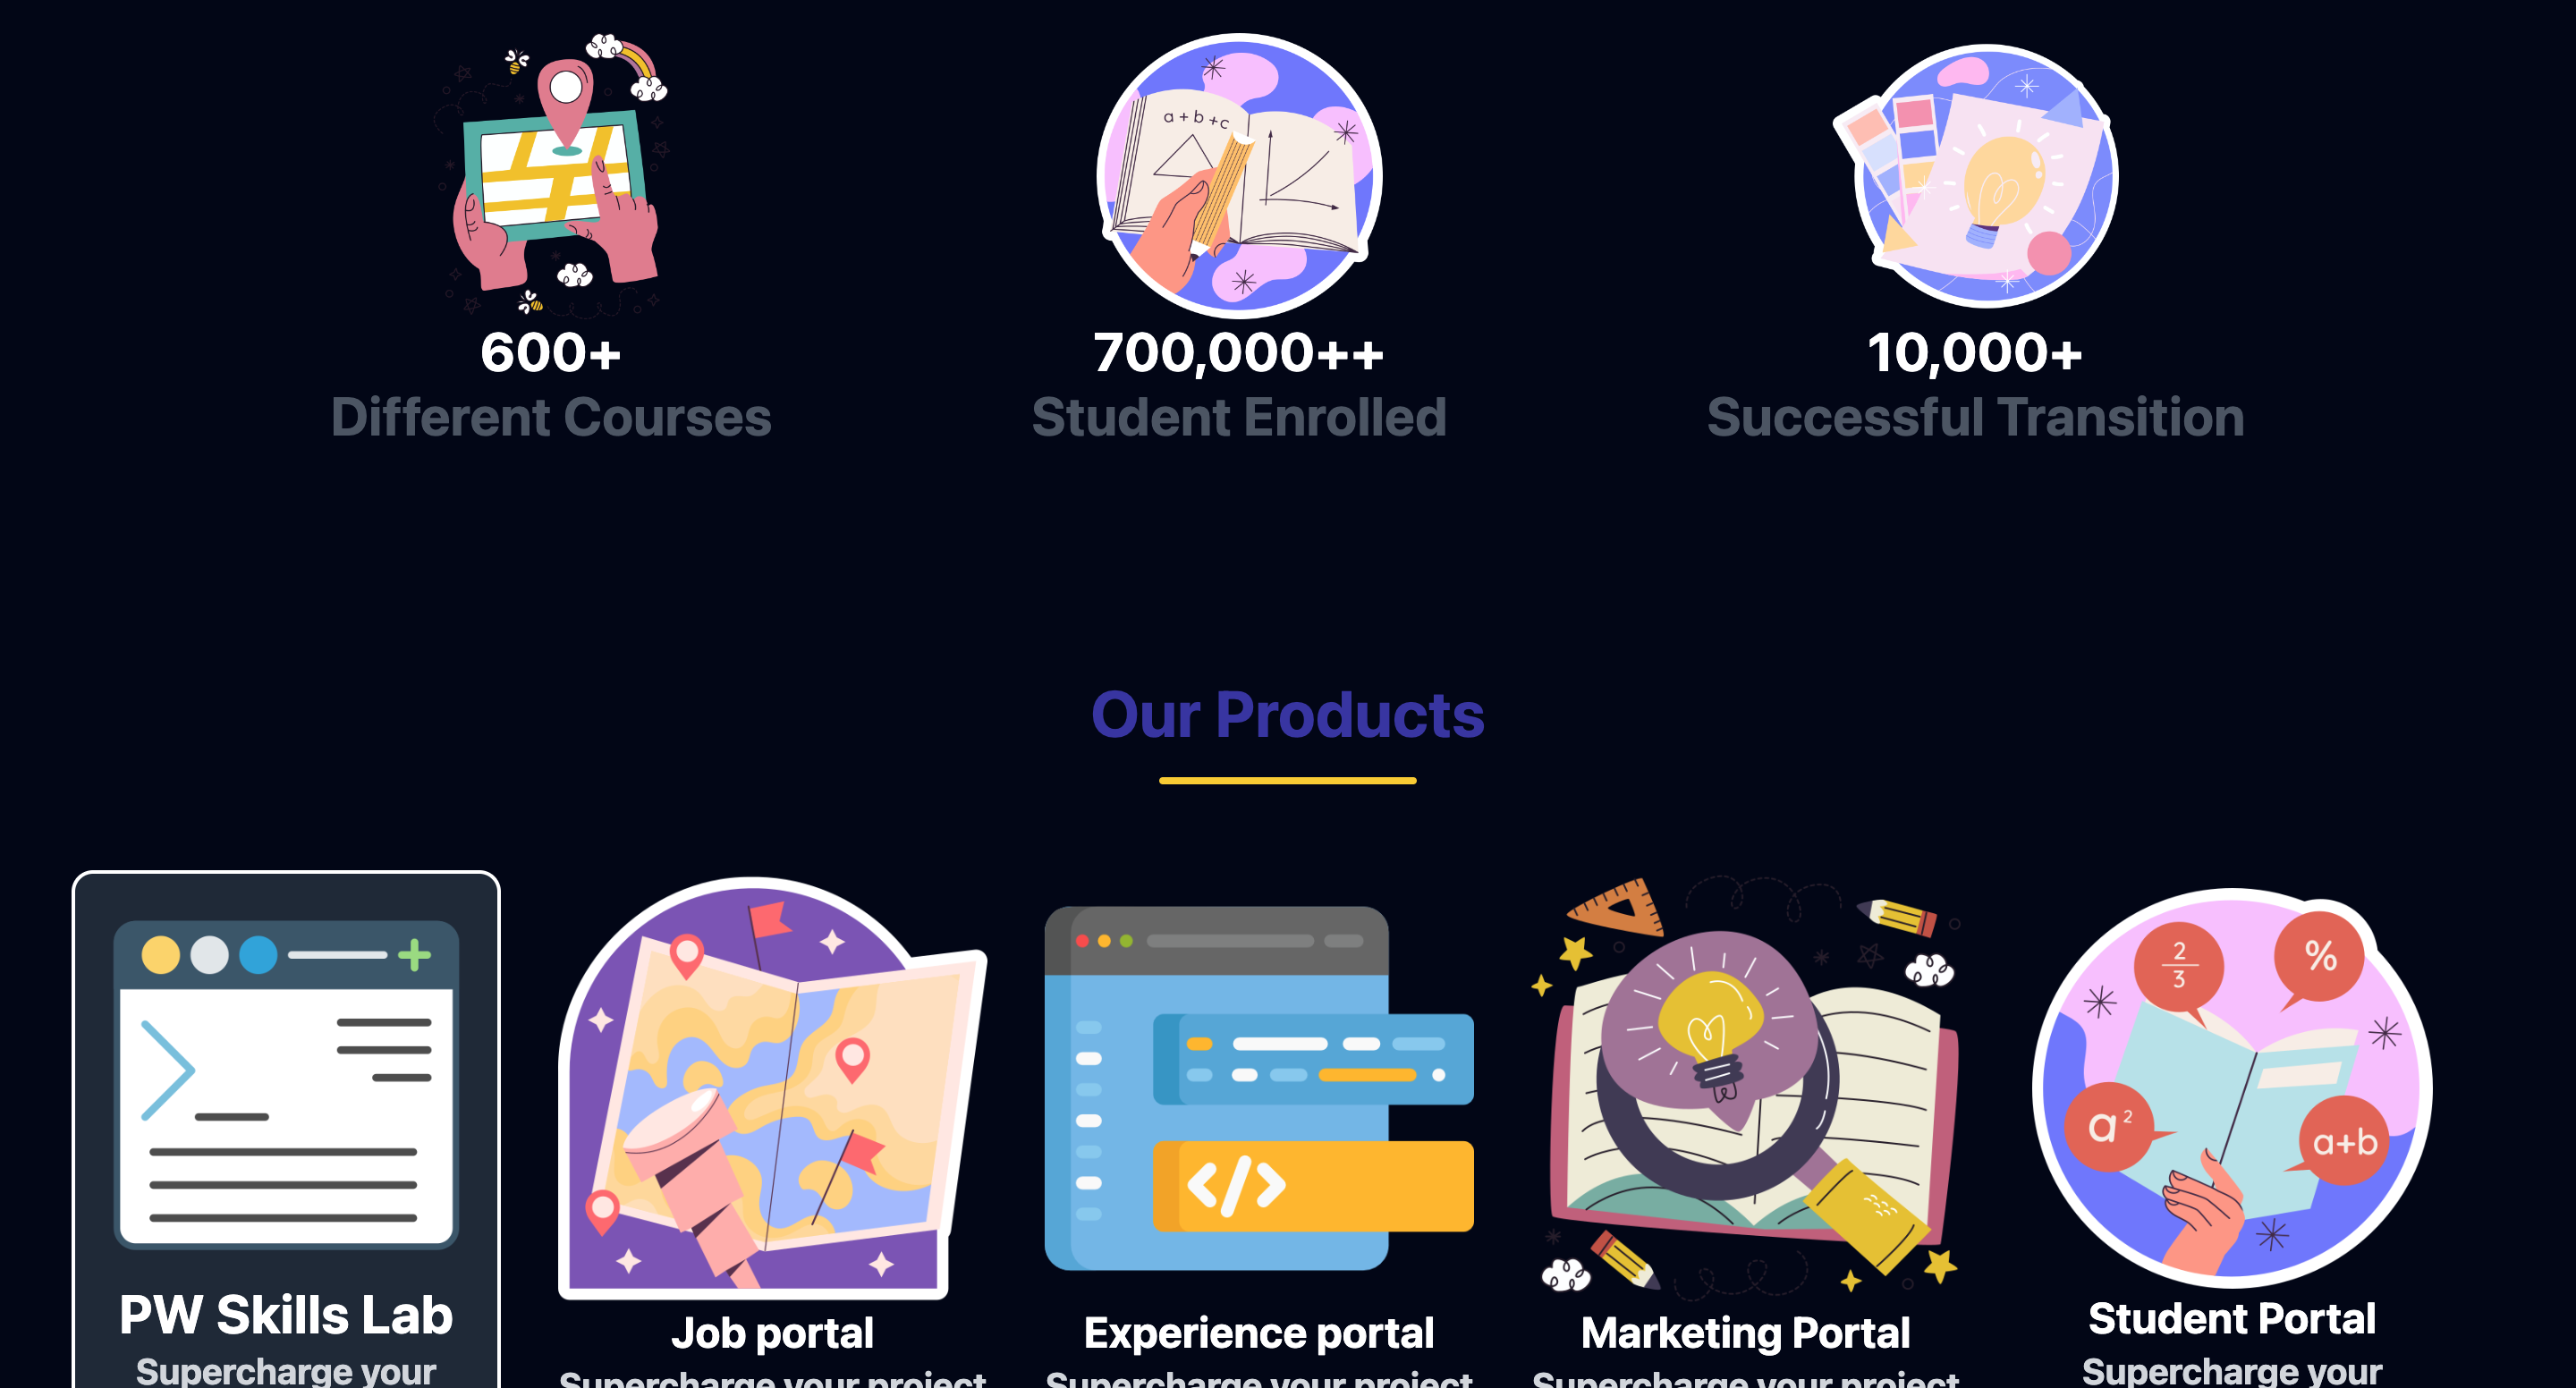 a+b+c
600+
Different Courses
700,000++
Student Enrolled
10,000+
Successful Transition
Our Products
</>
2
3
%
a²
a+b
PW Skills Lab
Supercharge your
Job portal
Supercharge your project
Experience portal
Supercharge your project
Marketing Portal
Supercharge your project
Student Portal
Supercharge your